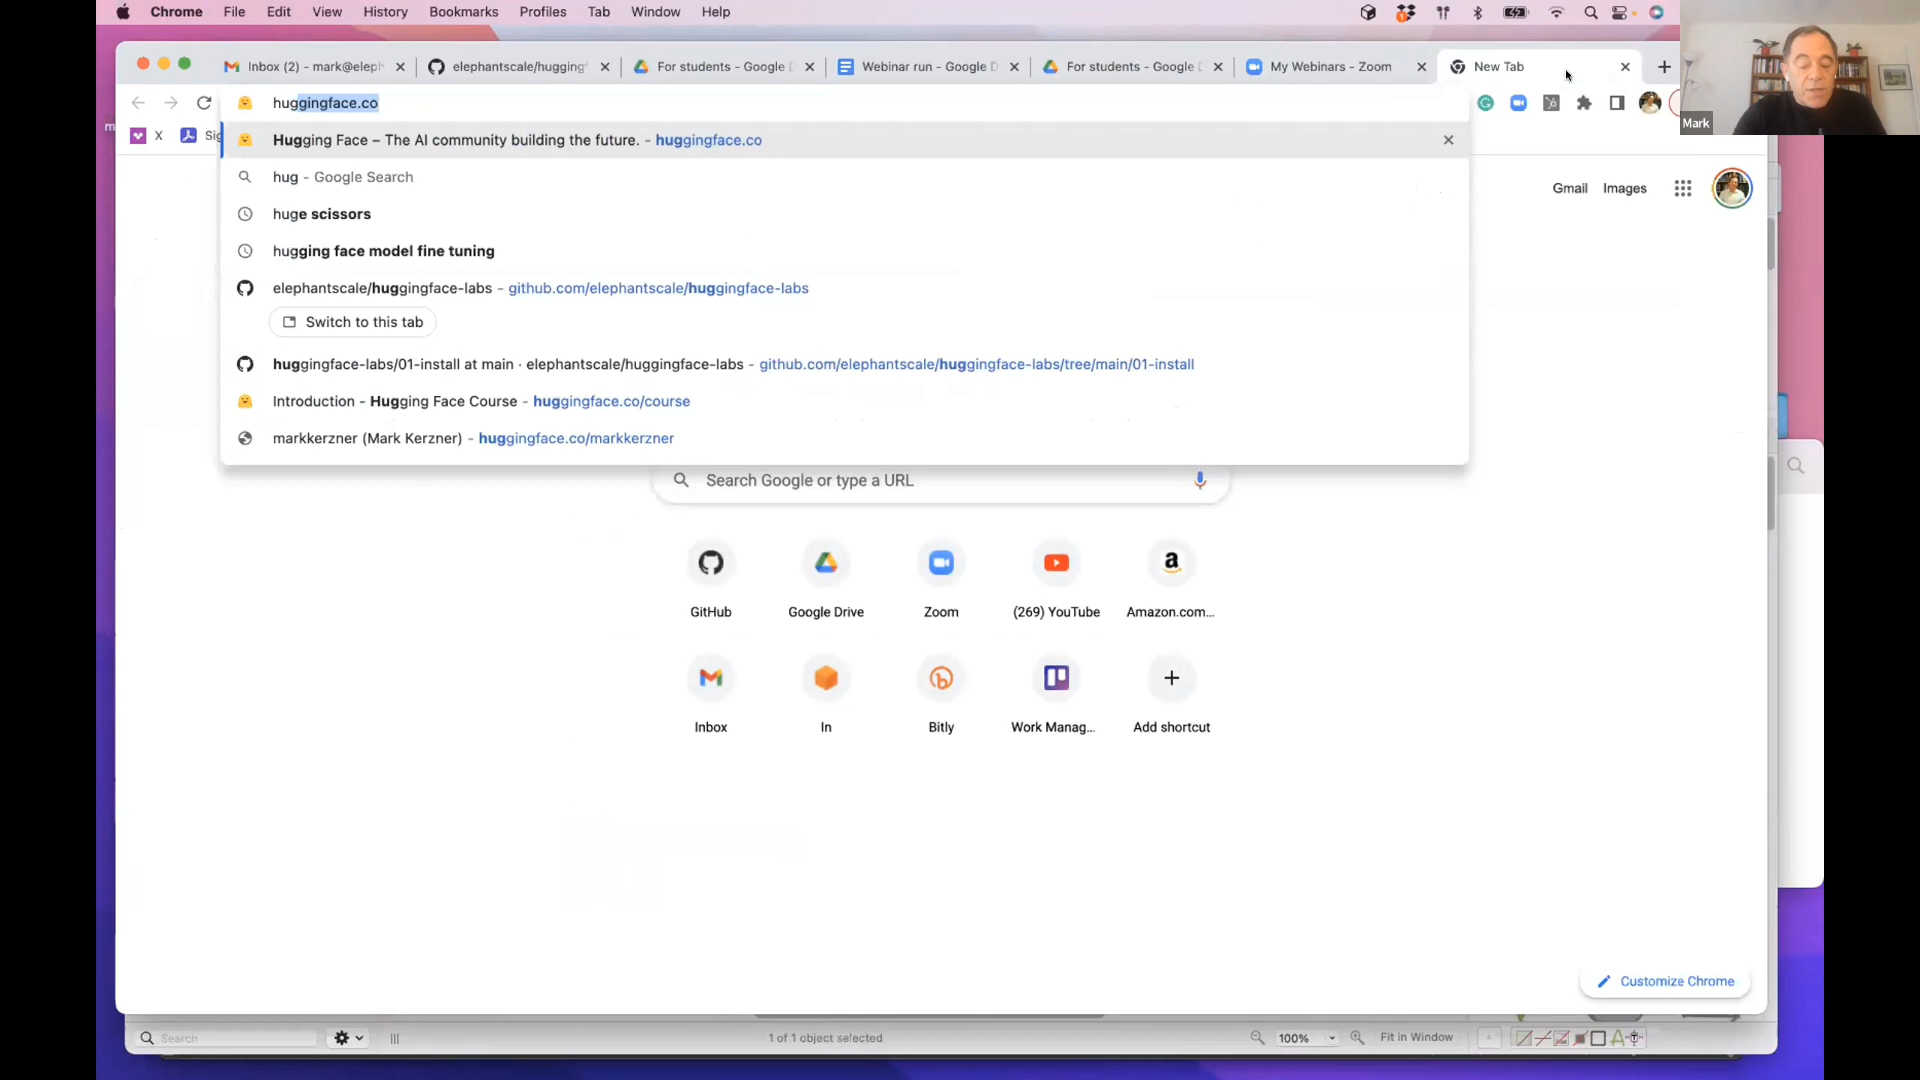 Chrome File Edit View History Bookmarks Profiles Tab Window Help
Inbox (2) - mark@eleph
elephantscale/hugging
For students - Google D
Webinar run - Google D
For students - Google D
My Webinars - Zoom
New Tab
huggingface.co
X
Sig
Hugging Face – The AI community building the future. - huggingface.co
hug - Google Search
huge scissors
hugging face model fine tuning
elephantscale/huggingface-labs - github.com/elephantscale/huggingface-labs
Switch to this tab
huggingface-labs/01-install at main · elephantscale/huggingface-labs - github.com/elephantscale/huggingface-labs/tree/main/01-install
Introduction - Hugging Face Course - huggingface.co/course
markkerzner (Mark Kerzner) - huggingface.co/markkerzner
Mark
Gmail Images
Search Google or type a URL
GitHub Google Drive Zoom (269) YouTube Amazon.com...
Inbox In Bitly Work Manag... Add shortcut
Customize Chrome
Search
1 of 1 object selected
100%
Fit in Window